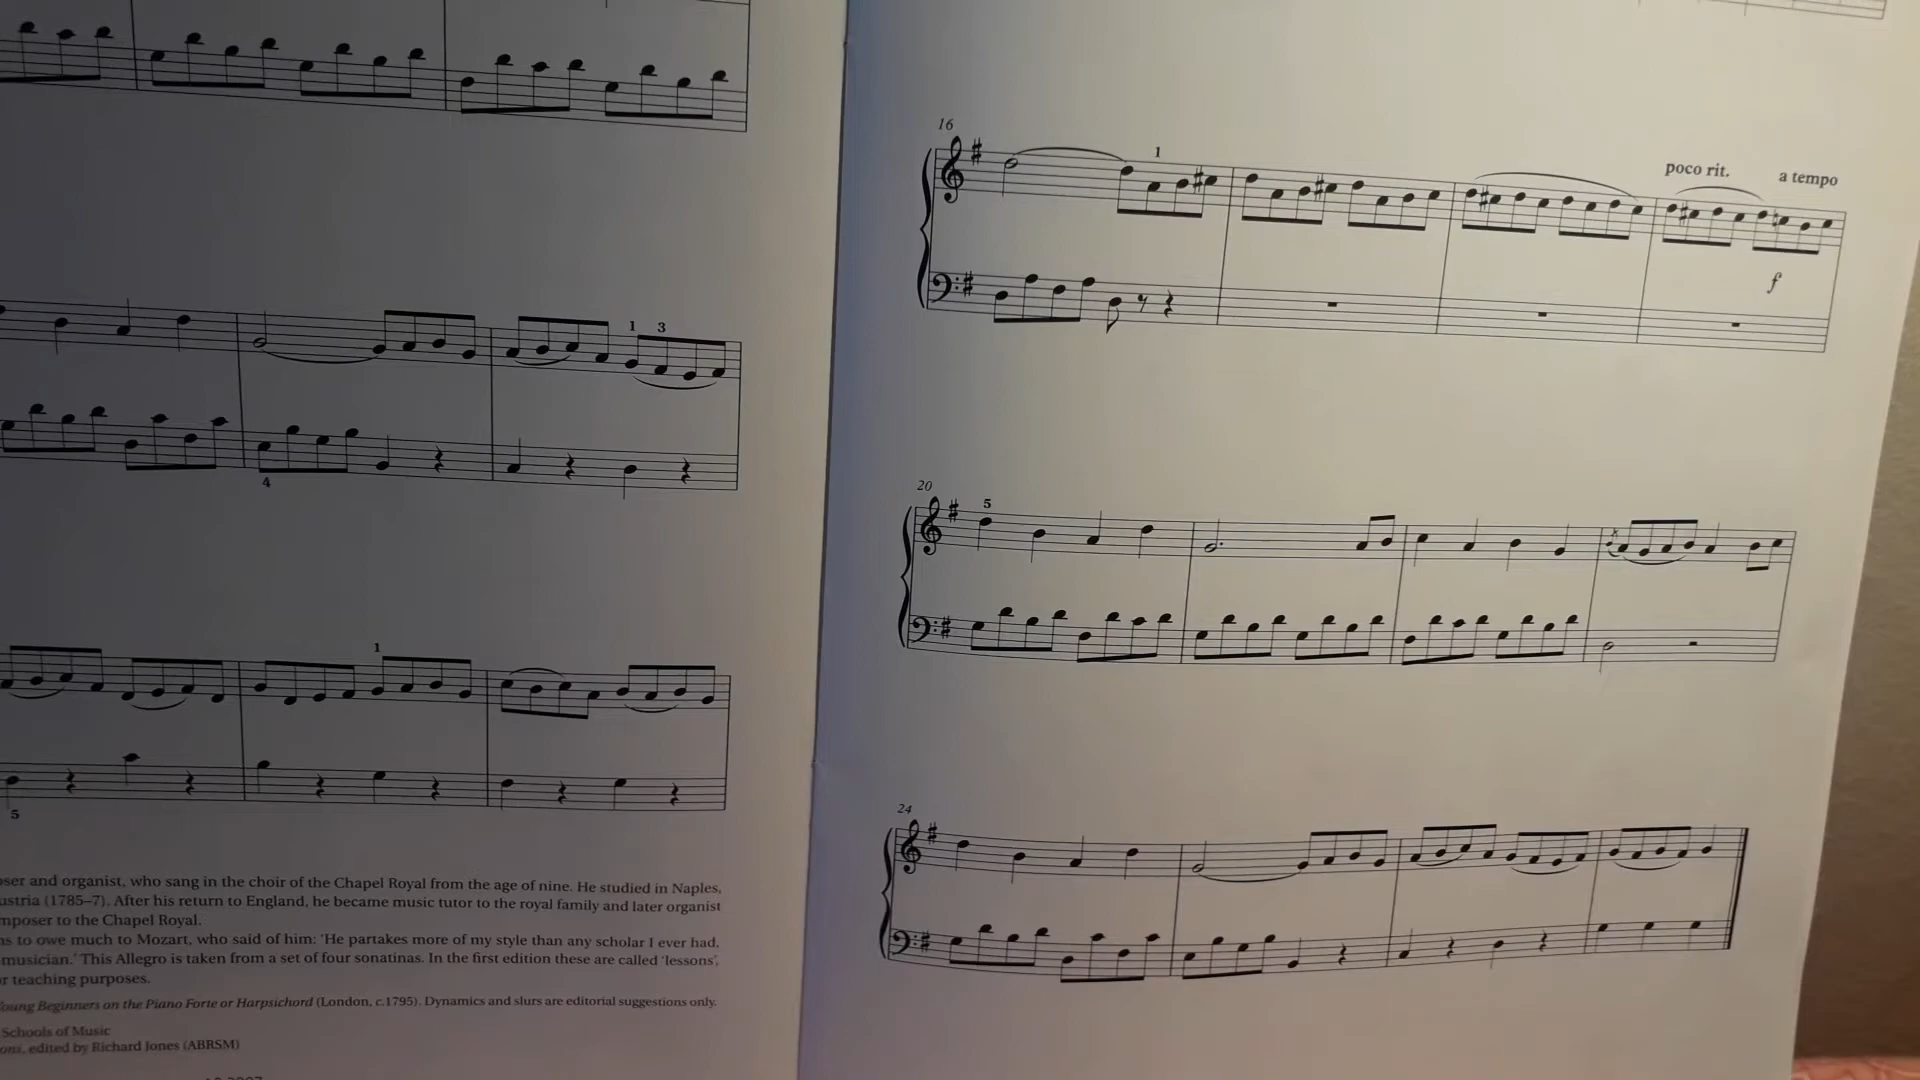 1 3
4
1
5
oser and organist, who sang in the choir of the Chapel Royal from the age of nine. He studied in Naples,
ustria (1785–7). After his return to England, he became music tutor to the royal family and later organist
mposer to the Chapel Royal.
ns to owe much to Mozart, who said of him: ‘He partakes more of my style than any scholar I ever had,
musician.’ This Allegro is taken from a set of four sonatinas. In the first edition these are called ‘lessons’,
or teaching purposes.
Young Beginners on the Piano Forte or Harpsichord (London, c.1795). Dynamics and slurs are editorial suggestions only.
Schools of Music
ons, edited by Richard Jones (ABRSM)
16
1
poco rit. a tempo
f
20
5
24